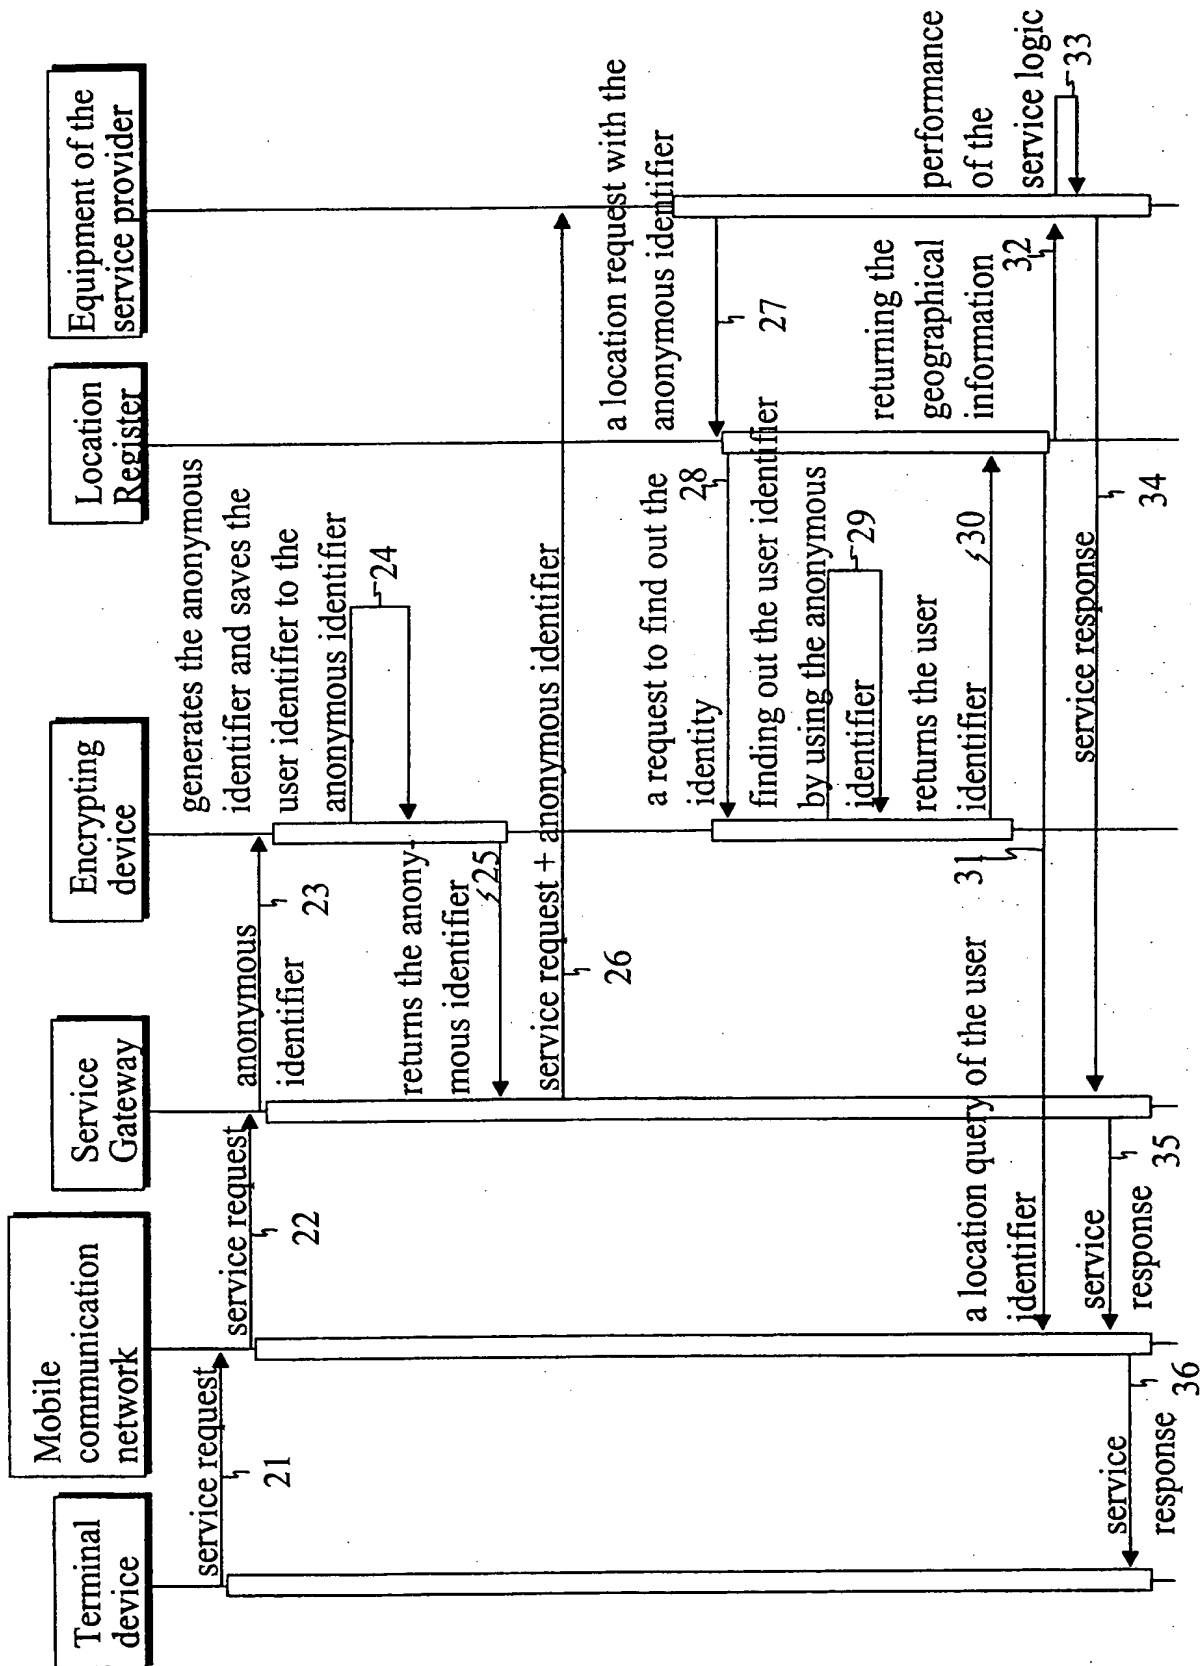 Terminal
device
Mobile
communication
network
Service
Gateway
Encrypting
device
Location
Register
Equipment of the
service provider
service request
21
service request
22
anonymous
identifier
23
generates the anonymous
identifier and saves the
user identifier to the
anonymous identifier
24
returns the anony-
mous identifier
25
service request + anonymous identifier
26
a location request with the
anonymous identifier
27
a request to find out the
identity
28
finding out the user identifier
by using the anonymous
identifier
29
returns the user
identifier
30
a location query of the user
identifier
31
returning the
geographical
information
32
performance
of the
service logic
33
service response
34
service
response
35
service
response
36